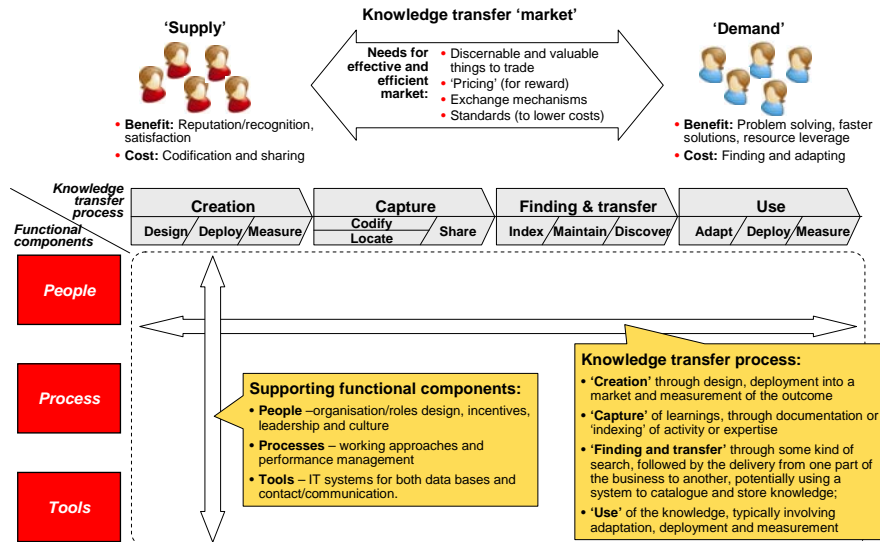 Knowledge transfer ‘market’
‘Supply’
‘Demand’
Needs for
effective and
efficient
market:
• Discernable and valuable
things to trade
• ‘Pricing’ (for reward)
• Exchange mechanisms
• Standards (to lower costs)
• Benefit: Reputation/recognition,
satisfaction
• Cost: Codification and sharing
• Benefit: Problem solving, faster
solutions, resource leverage
• Cost: Finding and adapting
Knowledge
transfer
process
Functional
components
Creation
Design
Deploy
Measure
Capture
Codify
Locate
Share
Finding & transfer
Index
Maintain
Discover
Use
Adapt
Deploy
Measure
People
Process
Tools
Supporting functional components:
• People –organisation/roles design, incentives,
leadership and culture
• Processes – working approaches and
performance management
• Tools – IT systems for both data bases and
contact/communication.
Knowledge transfer process:
• ‘Creation’ through design, deployment into a
market and measurement of the outcome
• ‘Capture’ of learnings, through documentation or
‘indexing’ of activity or expertise
• ‘Finding and transfer’ through some kind of
search, followed by the delivery from one part of
the business to another, potentially using a
system to catalogue and store knowledge;
• ‘Use’ of the knowledge, typically involving
adaptation, deployment and measurement